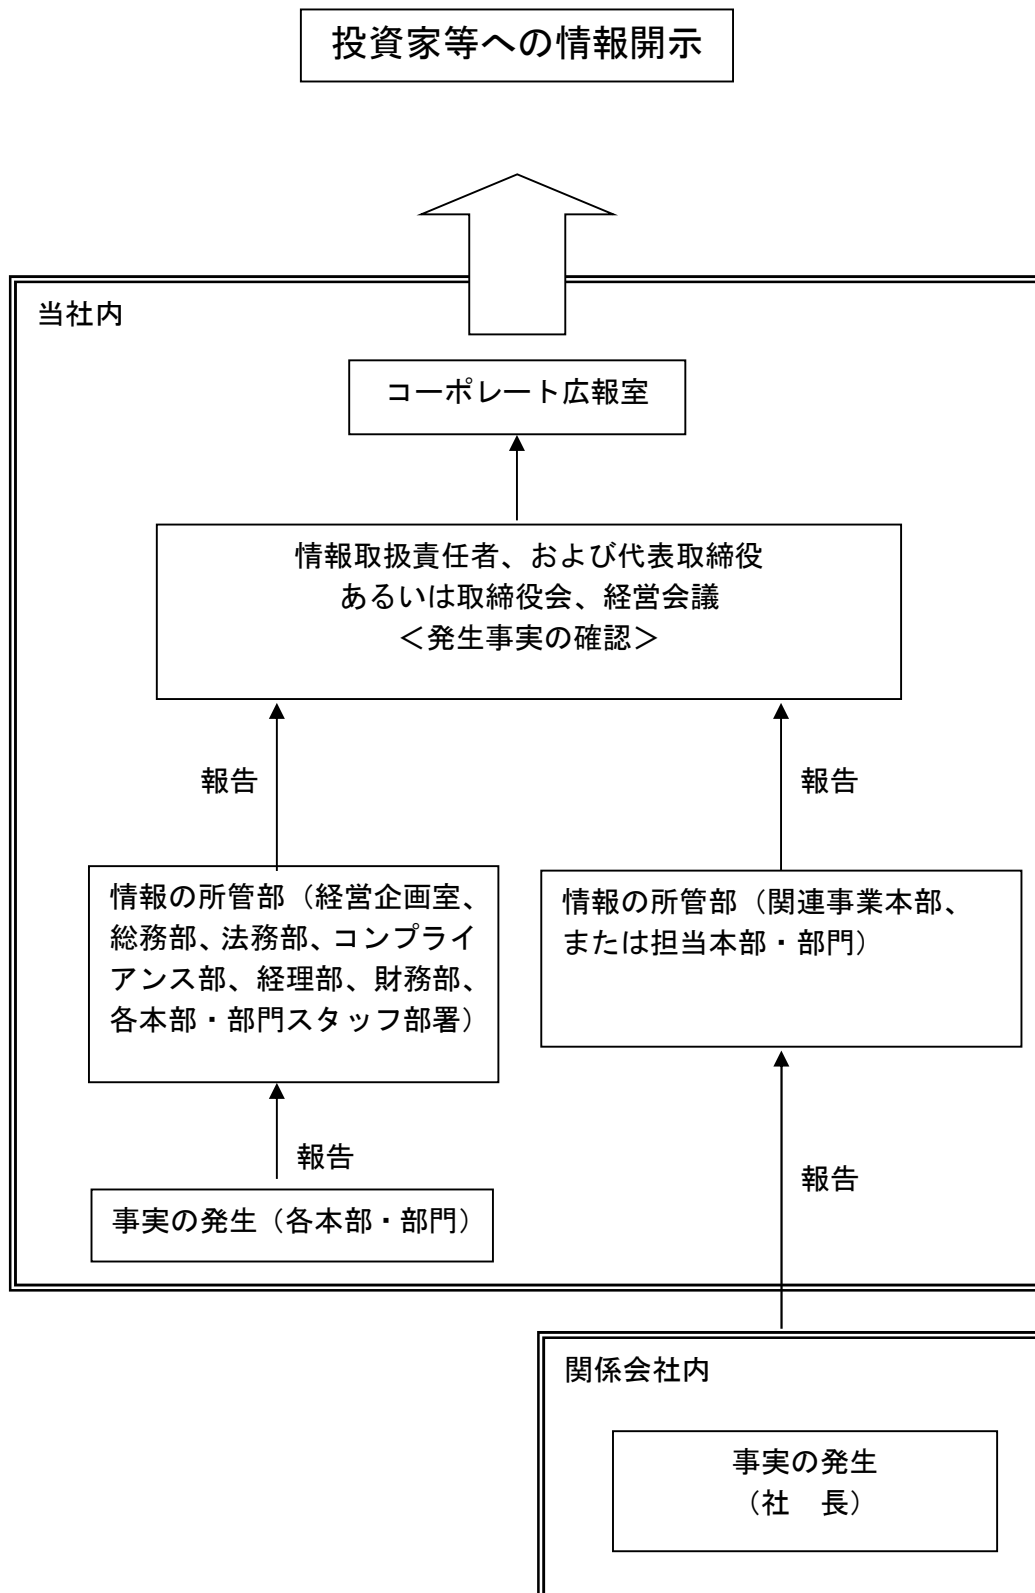 投資家等への情報開示
当社内
コーポレート広報室
情報取扱責任者、および代表取締役
あるいは取締役会、経営会議
＜発生事実の確認＞
報告
報告
情報の所管部（経営企画室、
総務部、法務部、コンプライ
アンス部、経理部、財務部、
各本部・部門スタッフ部署）
情報の所管部（関連事業本部、
または担当本部・部門）
報告
報告
事実の発生（各本部・部門）
関係会社内
事実の発生
（社　長）